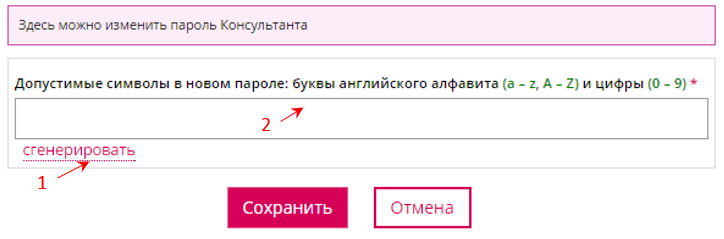 Здесь можно изменить пароль Консультанта
Допустимые символы в новом пароле: буквы английского алфавита (a – z, A – Z) и цифры (0 – 9) *
2
сгенерировать
1
Сохранить Отмена